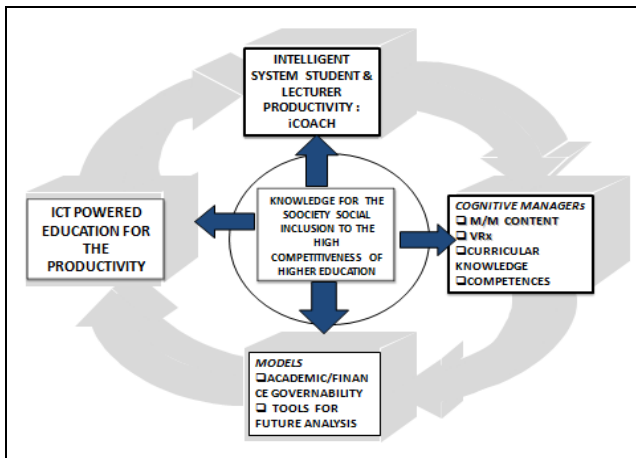 INTELLIGENT
SYSTEM STUDENT &
LECTURER
PRODUCTIVITY :
iCOACH
ICT POWERED
EDUCATION FOR
THE
PRODUCTIVITY
KNOWLEDGE FOR THE
SOOCIETY SOCIAL
INCLUSION TO THE
HIGH
COMPETITIVENESS OF
HIGHER EDUCATION
COGNITIVE MANAGERs
❑ M/M CONTENT
❑ VRx
❑CURRICULAR
KNOWLEDGE
❑COMPETENCES
MODELS
❑ACADEMIC/FINAN
CE GOVERNABILITY
❑ TOOLS FOR
FUTURE ANALYSIS